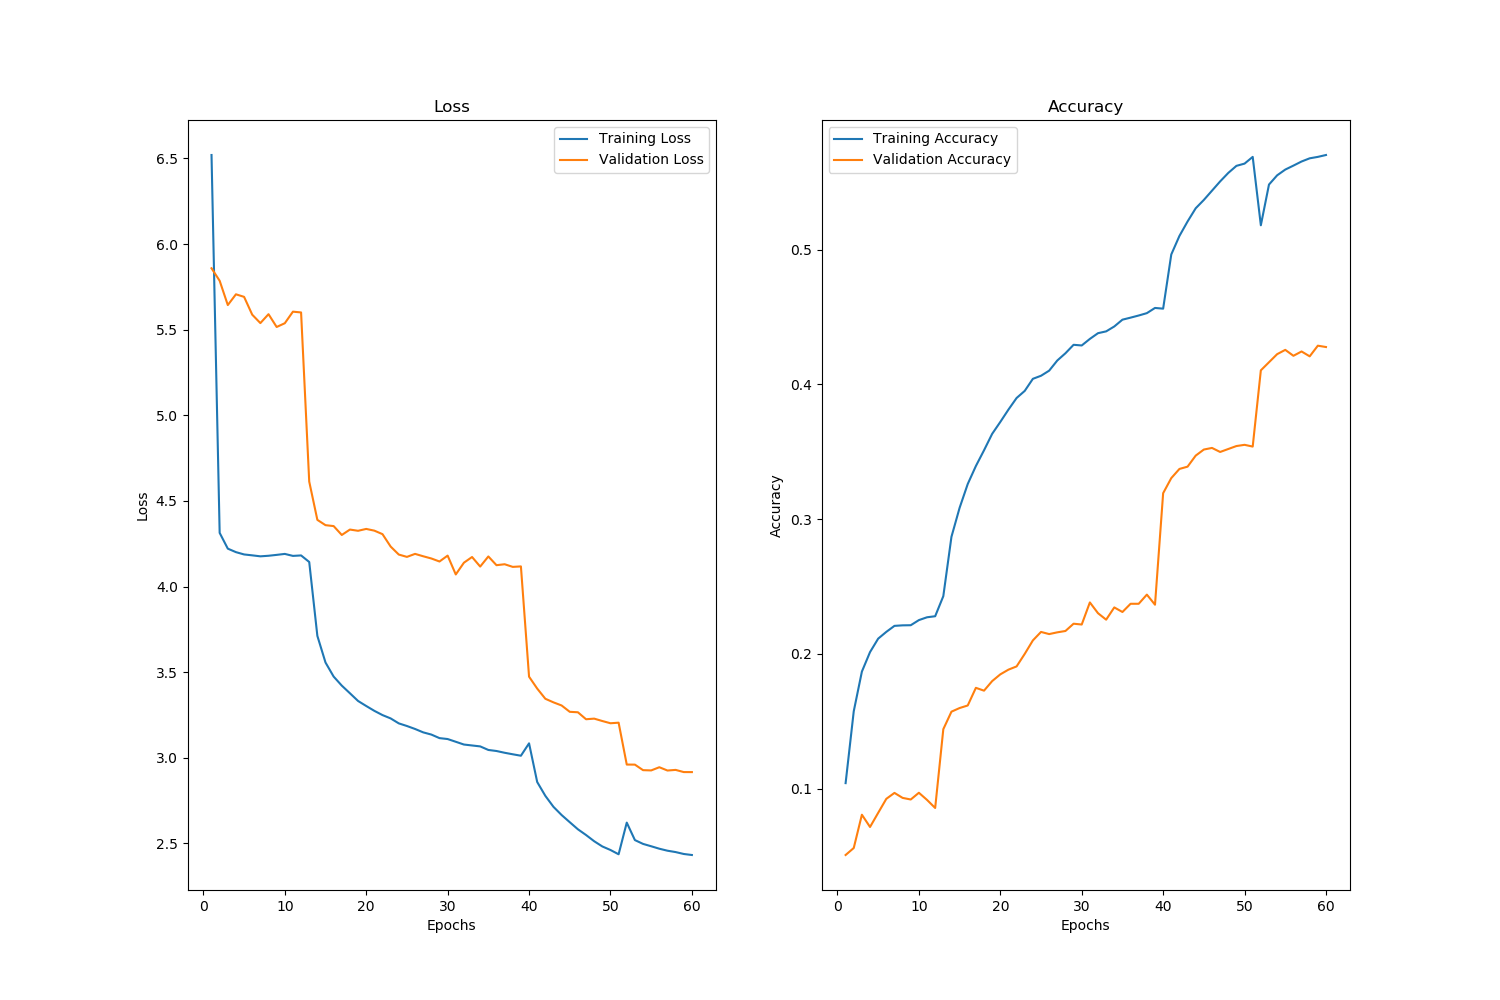 Loss
Training Loss
Validation Loss
6.5
6.0
5.5
5.0
4.5
4.0
3.5
3.0
2.5
Loss
0 10 20 30 40 50 60
Epochs
Accuracy
Training Accuracy
Validation Accuracy
0.5
0.4
0.3
0.2
0.1
Accuracy
0 10 20 30 40 50 60
Epochs